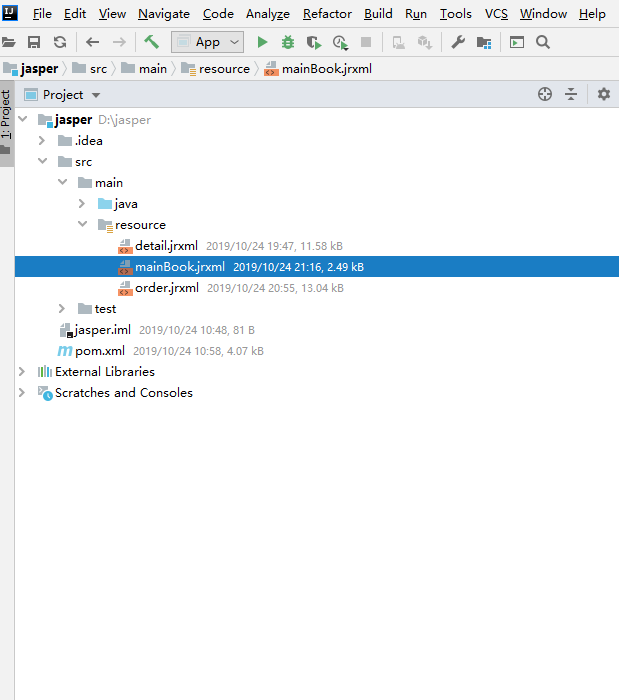 IJ File Edit View Navigate Code Analyze Refactor Build Run Tools VCS Window Help
App
jasper src main resource mainBook.jrxml
1: Project
Project
jasper D:\jasper
.idea
src
main
java
resource
detail.jrxml 2019/10/24 19:47, 11.58 kB
mainBook.jrxml 2019/10/24 21:16, 2.49 kB
order.jrxml 2019/10/24 20:55, 13.04 kB
test
jasper.iml 2019/10/24 10:48, 81 B
pom.xml 2019/10/24 10:58, 4.07 kB
External Libraries
Scratches and Consoles